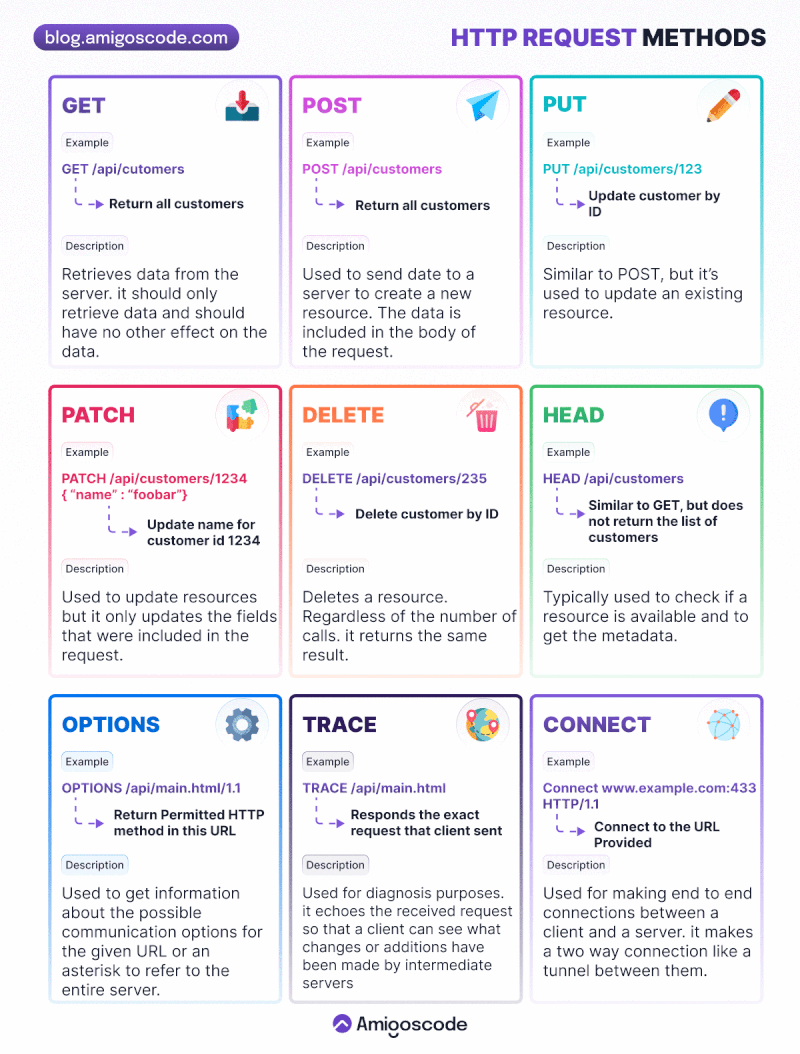 blog.amigoscode.com
HTTP REQUEST METHODS
GET
Example
GET /api/cutomers
Return all customers
Description
Retrieves data from the
server. it should only
retrieve data and should
have no other effect on the
data.
POST
Example
POST /api/customers
Return all customers
Description
Used to send date to a
server to create a new
resource. The data is
included in the body of
the request.
PUT
Example
PUT /api/customers/123
Update customer by
ID
Description
Similar to POST, but it’s
used to update an existing
resource.
PATCH
Example
PATCH /api/customers/1234
{ “name” : “foobar”}
Update name for
customer id 1234
Description
Used to update resources
but it only updates the fields
that were included in the
request.
DELETE
Example
DELETE /api/customers/235
Delete customer by ID
Description
Deletes a resource.
Regardless of the number of
calls. it returns the same
result.
HEAD
Example
HEAD /api/customers
Similar to GET, but does
not return the list of
customers
Description
Typically used to check if a
resource is available and to
get the metadata.
OPTIONS
Example
OPTIONS /api/main.html/1.1
Return Permitted HTTP
method in this URL
Description
Used to get information
about the possible
communication options for
the given URL or an
asterisk to refer to the
entire server.
TRACE
Example
TRACE /api/main.html
Responds the exact
request that client sent
Description
Used for diagnosis purposes.
it echoes the received request
so that a client can see what
changes or additions have
been made by intermediate
servers
CONNECT
Example
Connect www.example.com:433
HTTP/1.1
Connect to the URL
Provided
Description
Used for making end to end
connections between a
client and a server. it makes
a two way connection like a
tunnel between them.
Amigoscode